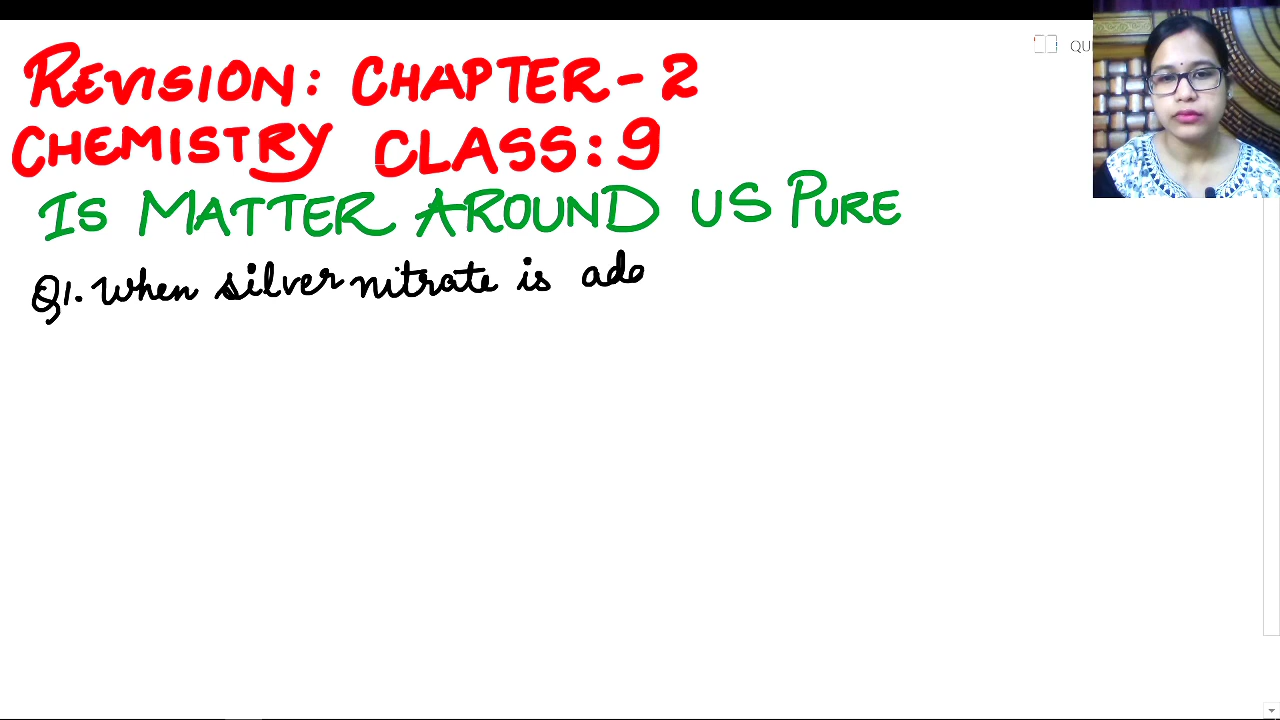 REVISION: CHAPTER-2
CHEMISTRY CLASS:9
IS MATTER AROUND US PURE
Q1. When silver nitrate is ado
QU